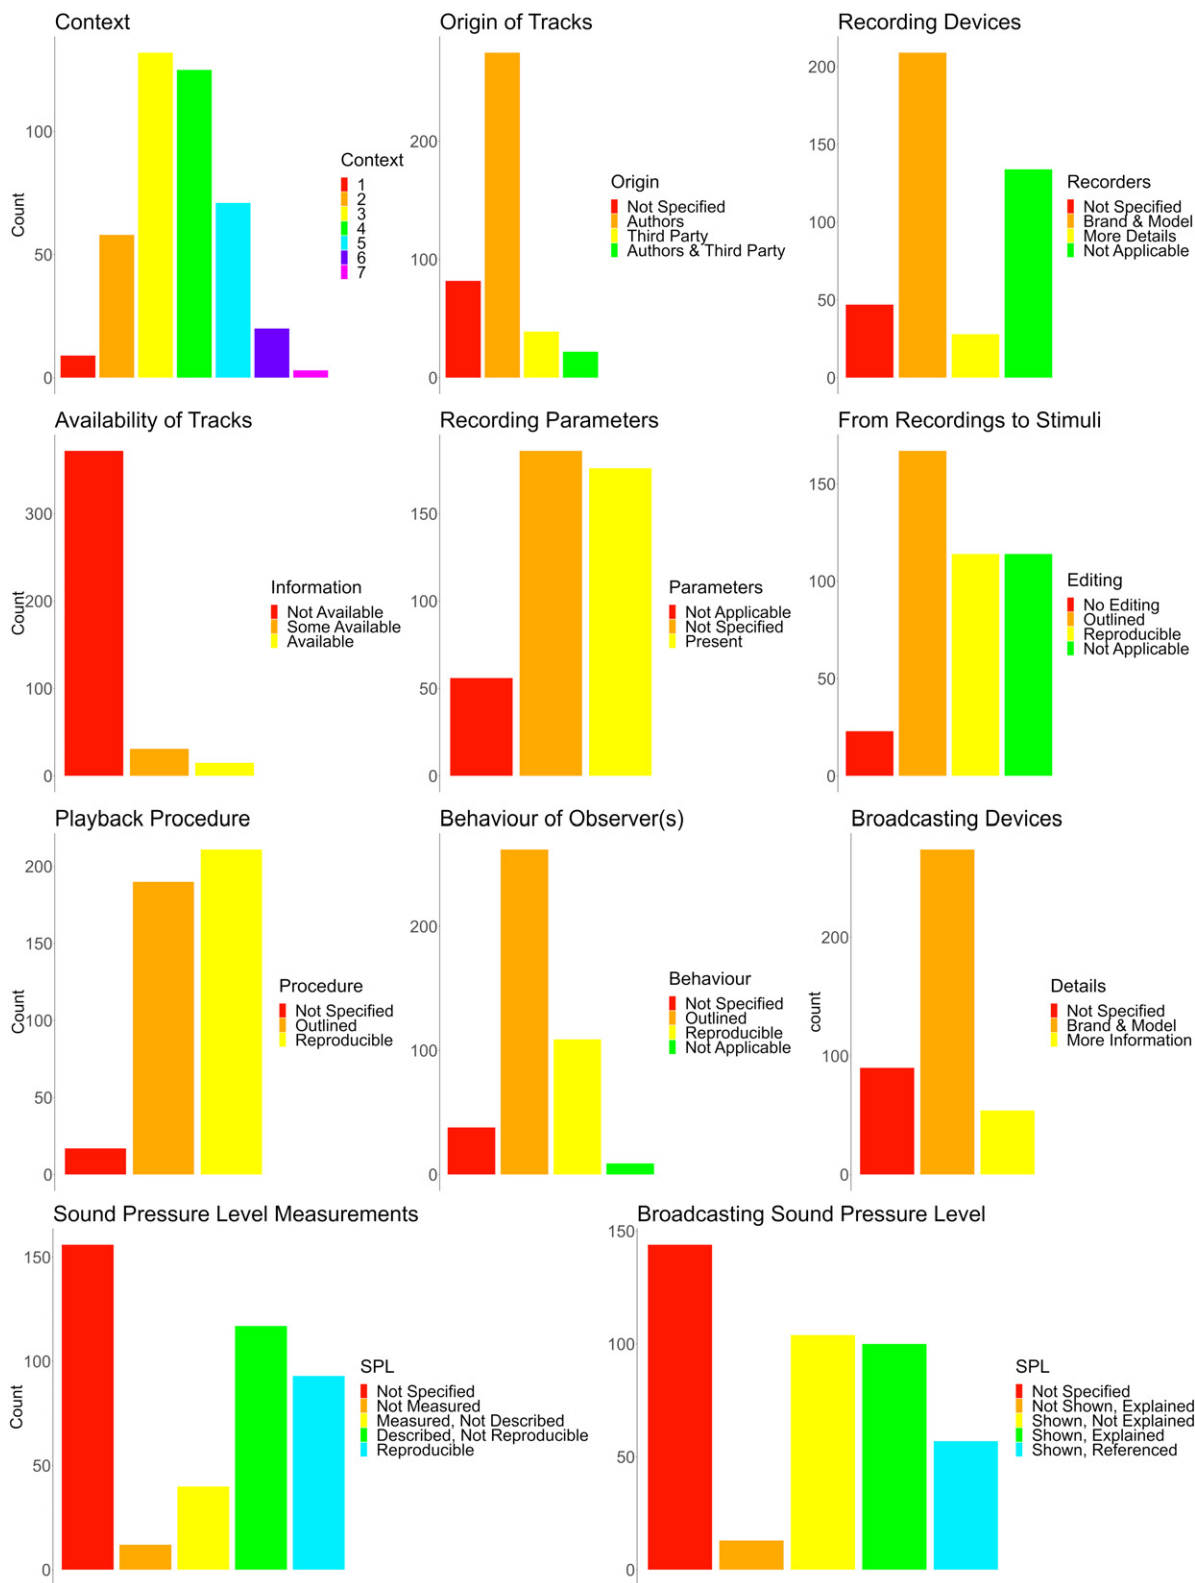 Context
Count
100
50
0
Context
1
2
3
4
5
6
7
Origin of Tracks
200
100
0
Origin
Not Specified
Authors
Third Party
Authors & Third Party
Recording Devices
200
150
100
50
0
Recorders
Not Specified
Brand & Model
More Details
Not Applicable
Availability of Tracks
Count
300
200
100
0
Information
Not Available
Some Available
Available
Recording Parameters
150
100
50
0
Parameters
Not Applicable
Not Specified
Present
From Recordings to Stimuli
150
100
50
0
Editing
No Editing
Outlined
Reproducible
Not Applicable
Playback Procedure
Count
200
150
100
50
0
Procedure
Not Specified
Outlined
Reproducible
Behaviour of Observer(s)
200
100
0
Behaviour
Not Specified
Outlined
Reproducible
Not Applicable
Broadcasting Devices
count
200
100
0
Details
Not Specified
Brand & Model
More Information
Sound Pressure Level Measurements
Count
150
100
50
0
SPL
Not Specified
Not Measured
Measured, Not Described
Described, Not Reproducible
Reproducible
Broadcasting Sound Pressure Level
150
100
50
0
SPL
Not Specified
Not Shown, Explained
Shown, Not Explained
Shown, Explained
Shown, Referenced